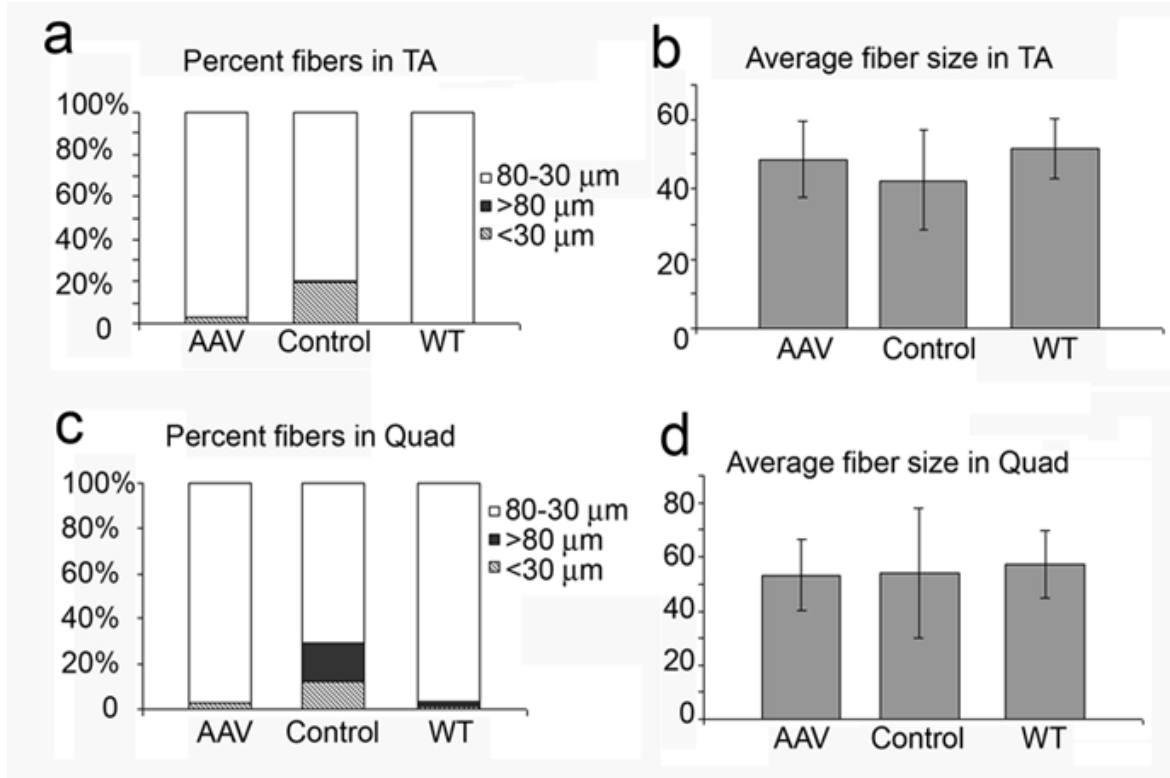 a
Percent fibers in TA
100%
80%
60%
40%
20%
0
AAV Control WT
80-30 μm
>80 μm
<30 μm
b
Average fiber size in TA
60
40
20
0
AAV Control WT
c
Percent fibers in Quad
100%
80%
60%
40%
20%
0
AAV Control WT
80-30 μm
>80 μm
<30 μm
d
Average fiber size in Quad
80
60
40
20
0
AAV Control WT